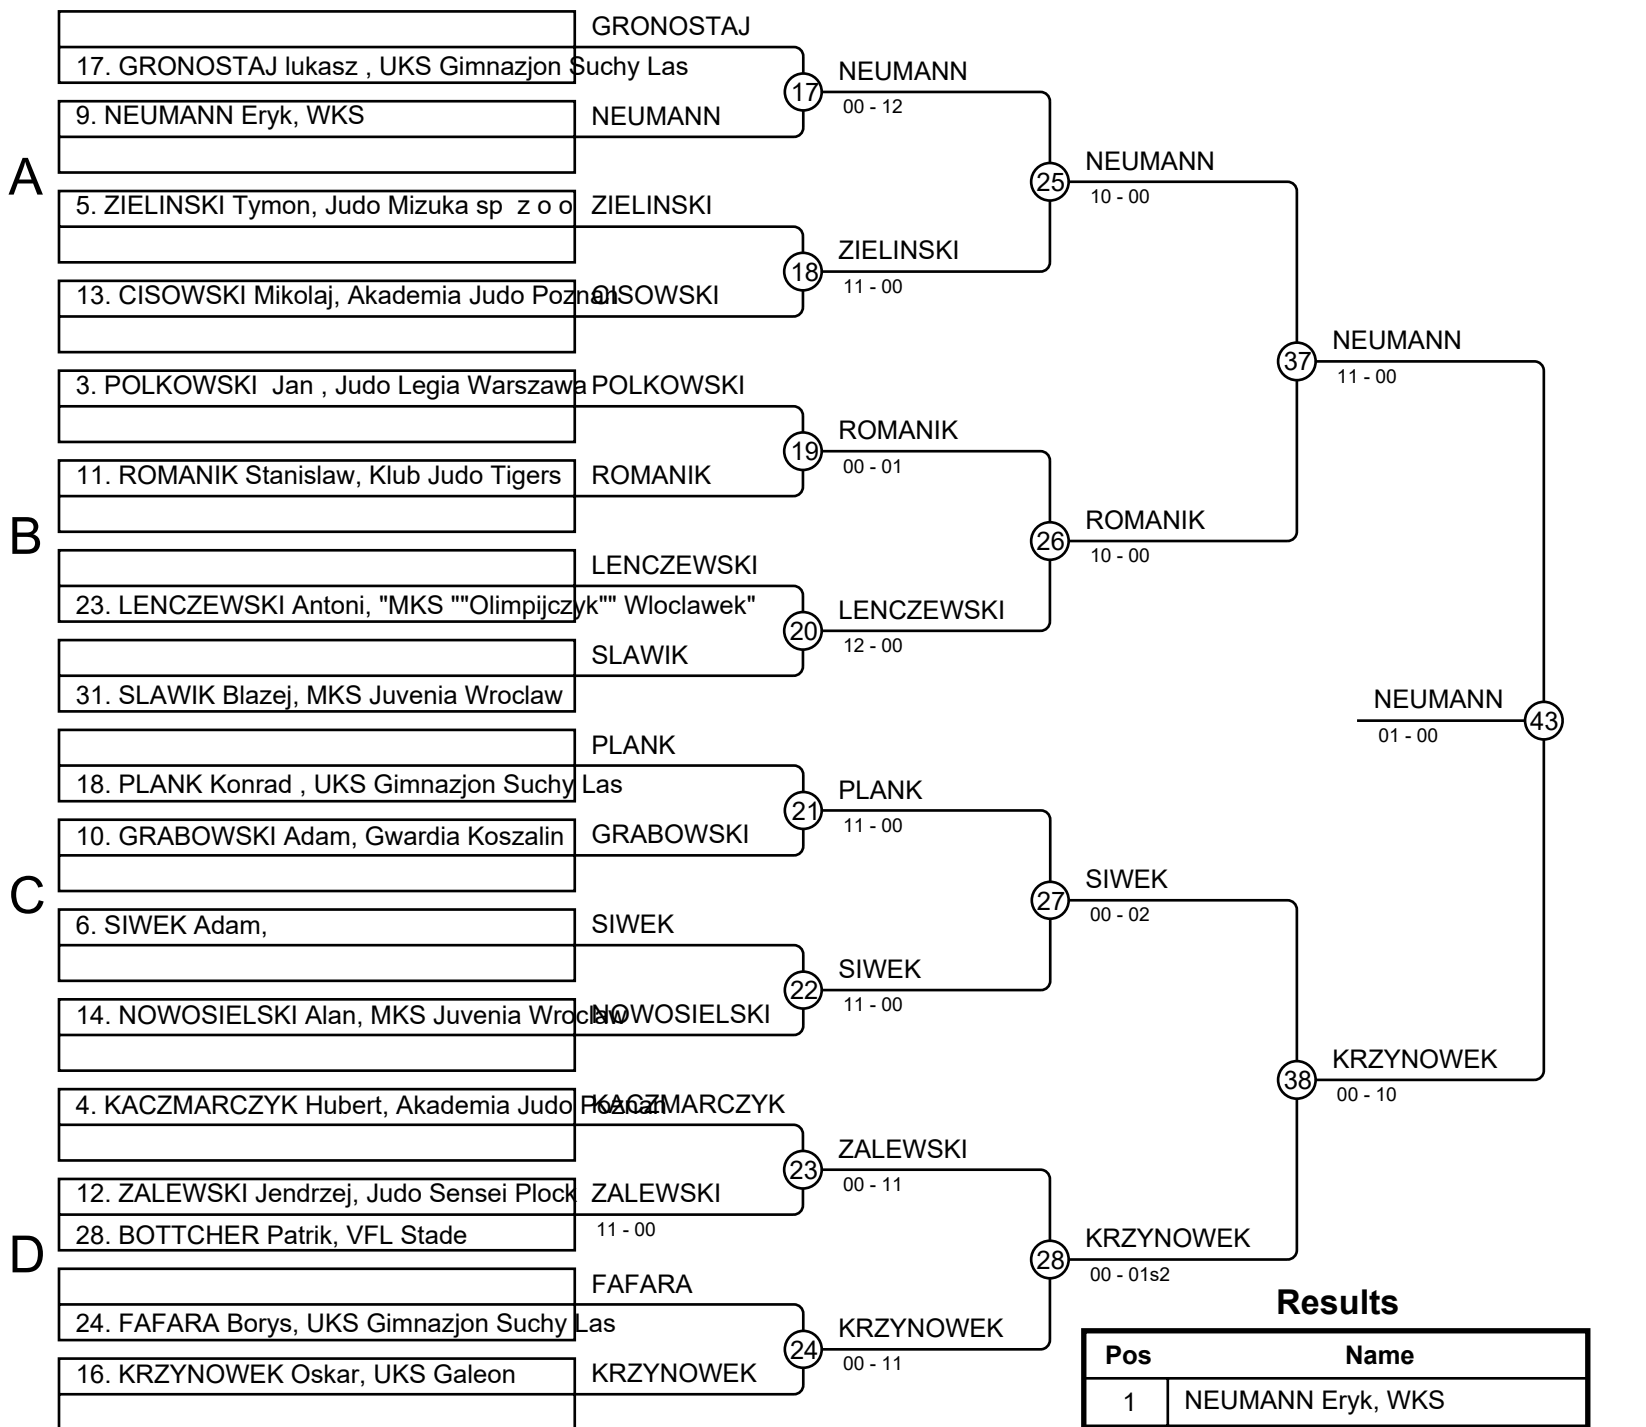 GRONOSTAJ
17. GRONOSTAJ lukasz , UKS Gimnazjon Suchy Las
17
NEUMANN
00 - 12
9. NEUMANN Eryk, WKS
NEUMANN
A
25
NEUMANN
10 - 00
5. ZIELINSKI Tymon, Judo Mizuka sp z o o
ZIELINSKI
18
ZIELINSKI
11 - 00
13. CISOWSKI Mikolaj, Akademia Judo Poznan
CISOWSKI
37
NEUMANN
11 - 00
3. POLKOWSKI Jan , Judo Legia Warszawa
POLKOWSKI
19
ROMANIK
00 - 01
11. ROMANIK Stanislaw, Klub Judo Tigers
ROMANIK
B
26
ROMANIK
10 - 00
LENCZEWSKI
23. LENCZEWSKI Antoni, "MKS ""Olimpijczyk"" Wloclawek"
20
LENCZEWSKI
12 - 00
SLAWIK
31. SLAWIK Blazej, MKS Juvenia Wroclaw
NEUMANN
01 - 00
43
PLANK
18. PLANK Konrad , UKS Gimnazjon Suchy Las
21
PLANK
11 - 00
10. GRABOWSKI Adam, Gwardia Koszalin
GRABOWSKI
C
27
SIWEK
00 - 02
6. SIWEK Adam,
SIWEK
22
SIWEK
11 - 00
14. NOWOSIELSKI Alan, MKS Juvenia Wroclaw
NOWOSIELSKI
38
KRZYNOWEK
00 - 10
4. KACZMARCZYK Hubert, Akademia Judo Poznan
KACZMARCZYK
23
ZALEWSKI
00 - 11
12. ZALEWSKI Jendrzej, Judo Sensei Plock
ZALEWSKI
11 - 00
28. BOTTCHER Patrik, VFL Stade
D
28
KRZYNOWEK
00 - 01s2
FAFARA
24. FAFARA Borys, UKS Gimnazjon Suchy Las
24
KRZYNOWEK
00 - 11
16. KRZYNOWEK Oskar, UKS Galeon
KRZYNOWEK
Results
Pos Name
1 NEUMANN Eryk, WKS